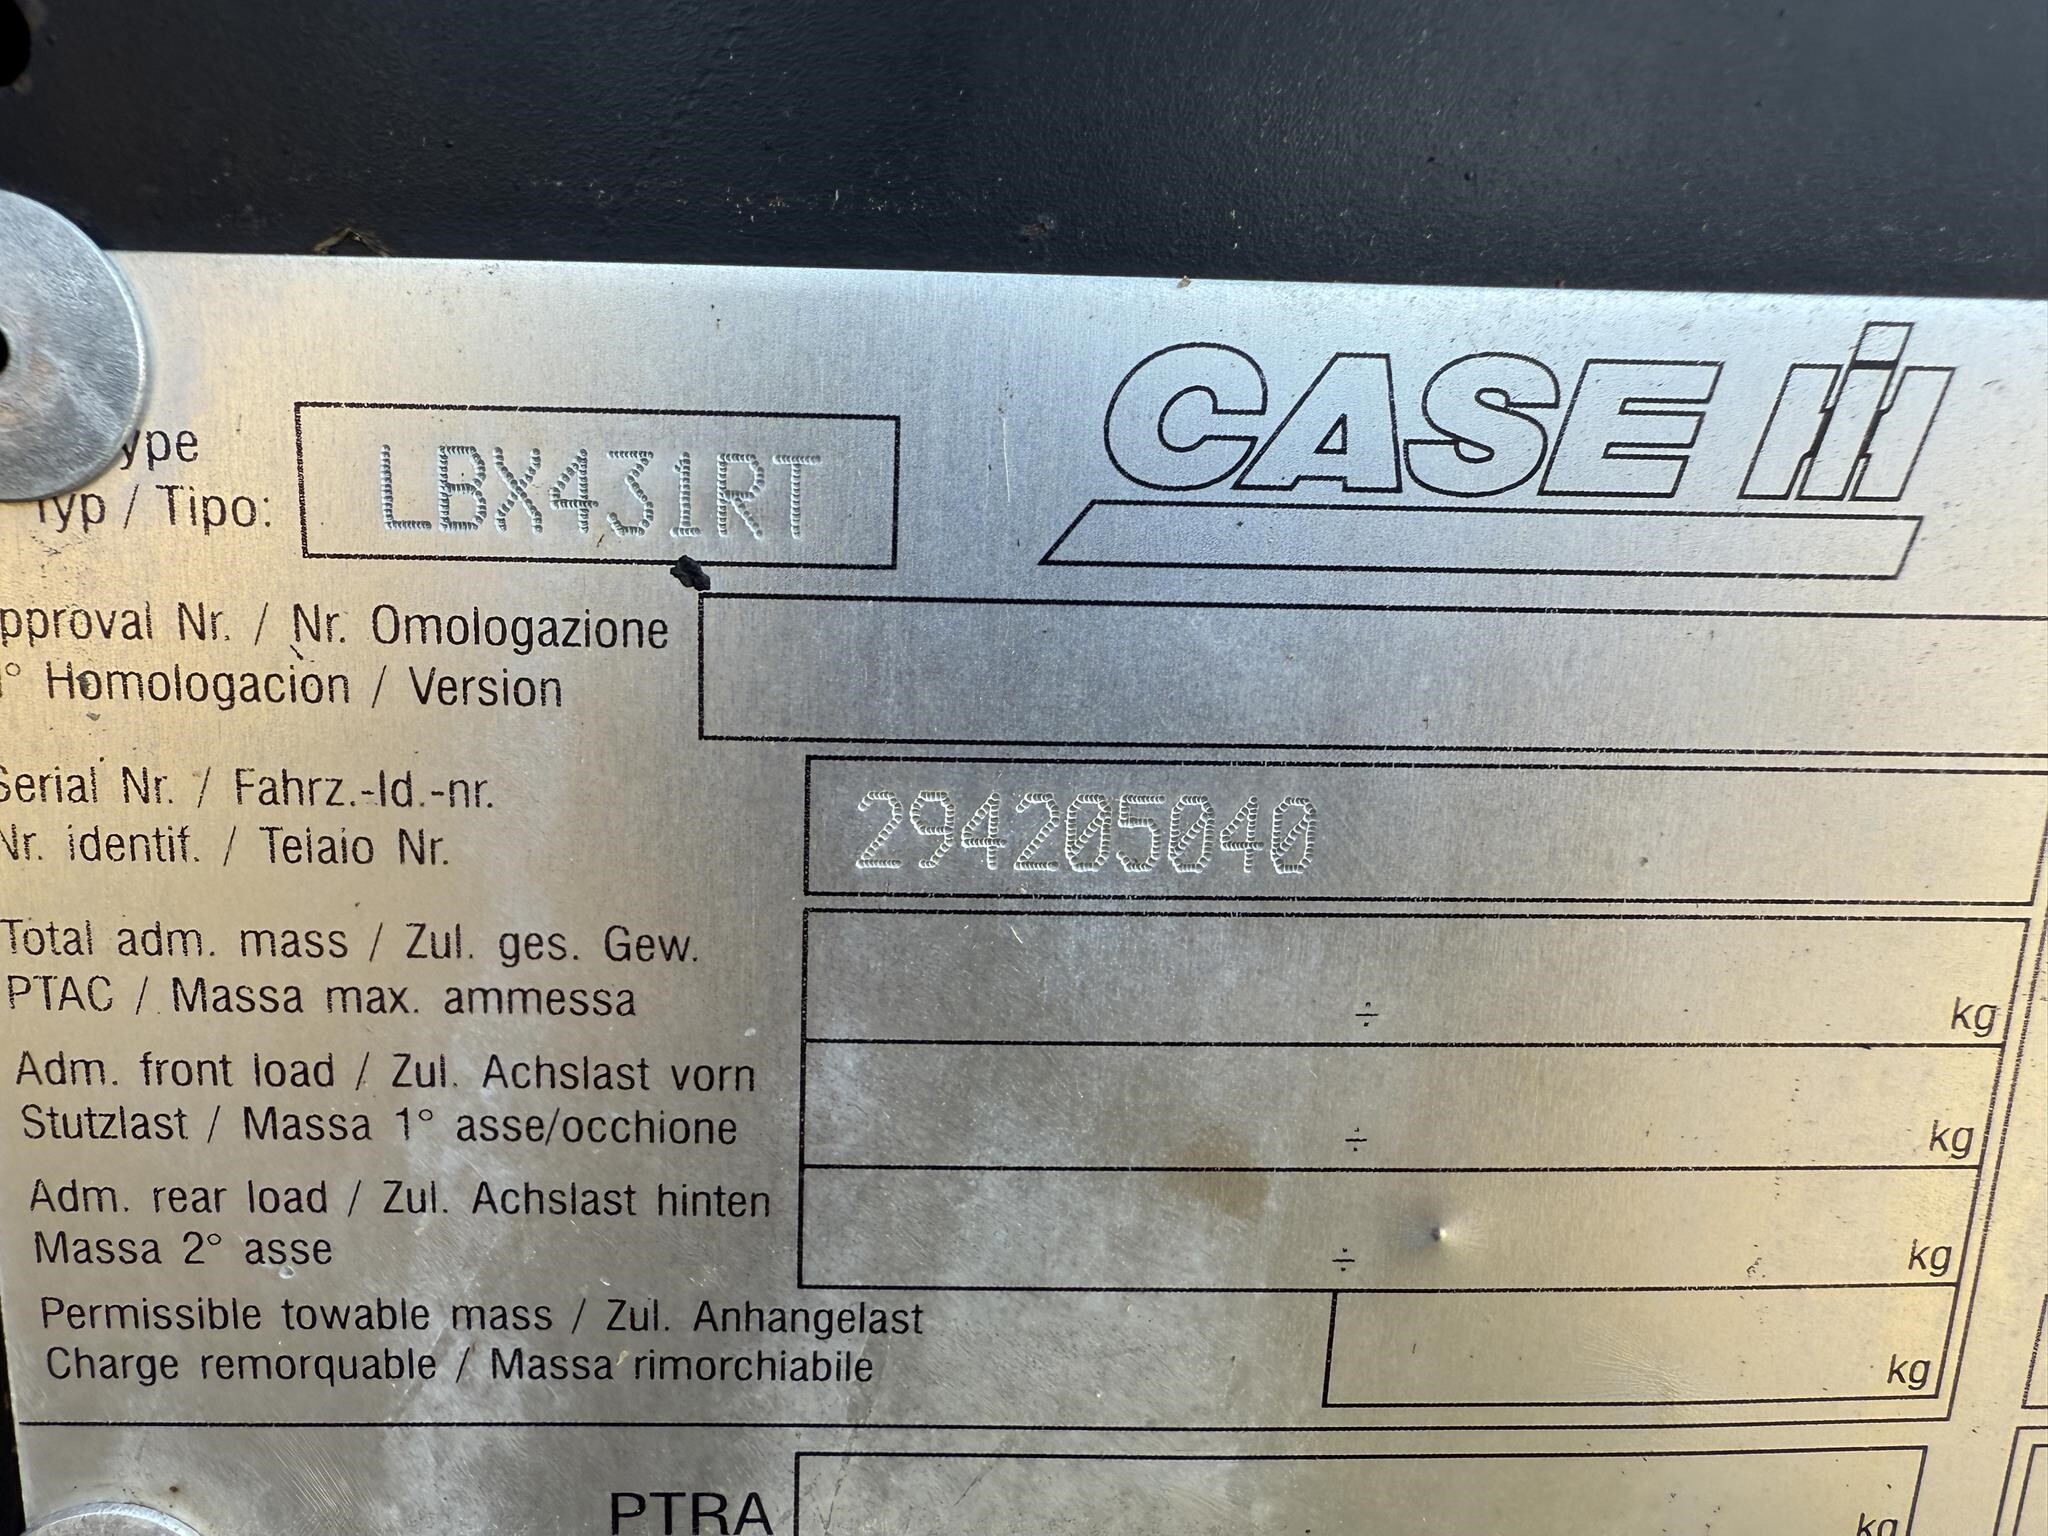 ype
Typ / Tipo:
LBX431RT
CASE IH
pproval Nr. / Nr. Omologazione
° Homologacion / Version
Serial Nr. / Fahrz.-Id.-nr.
Nr. identif. / Telaio Nr.
294205040
Total adm. mass / Zul. ges. Gew.
PTAC / Massa max. ammessa
÷ kg
Adm. front load / Zul. Achslast vorn
Stutzlast / Massa 1° asse/occhione
÷ kg
Adm. rear load / Zul. Achslast hinten
Massa 2° asse
÷ kg
Permissible towable mass / Zul. Anhangelast
Charge remorquable / Massa rimorchiabile
kg
PTRA
kg